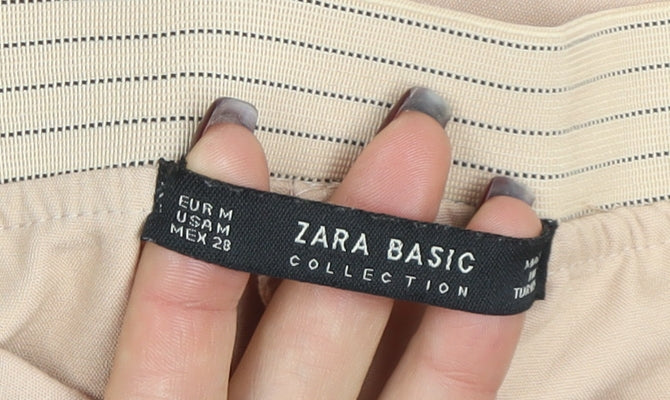 EUR M
USA M
MEX 28
ZARA BASIC
COLLECTION